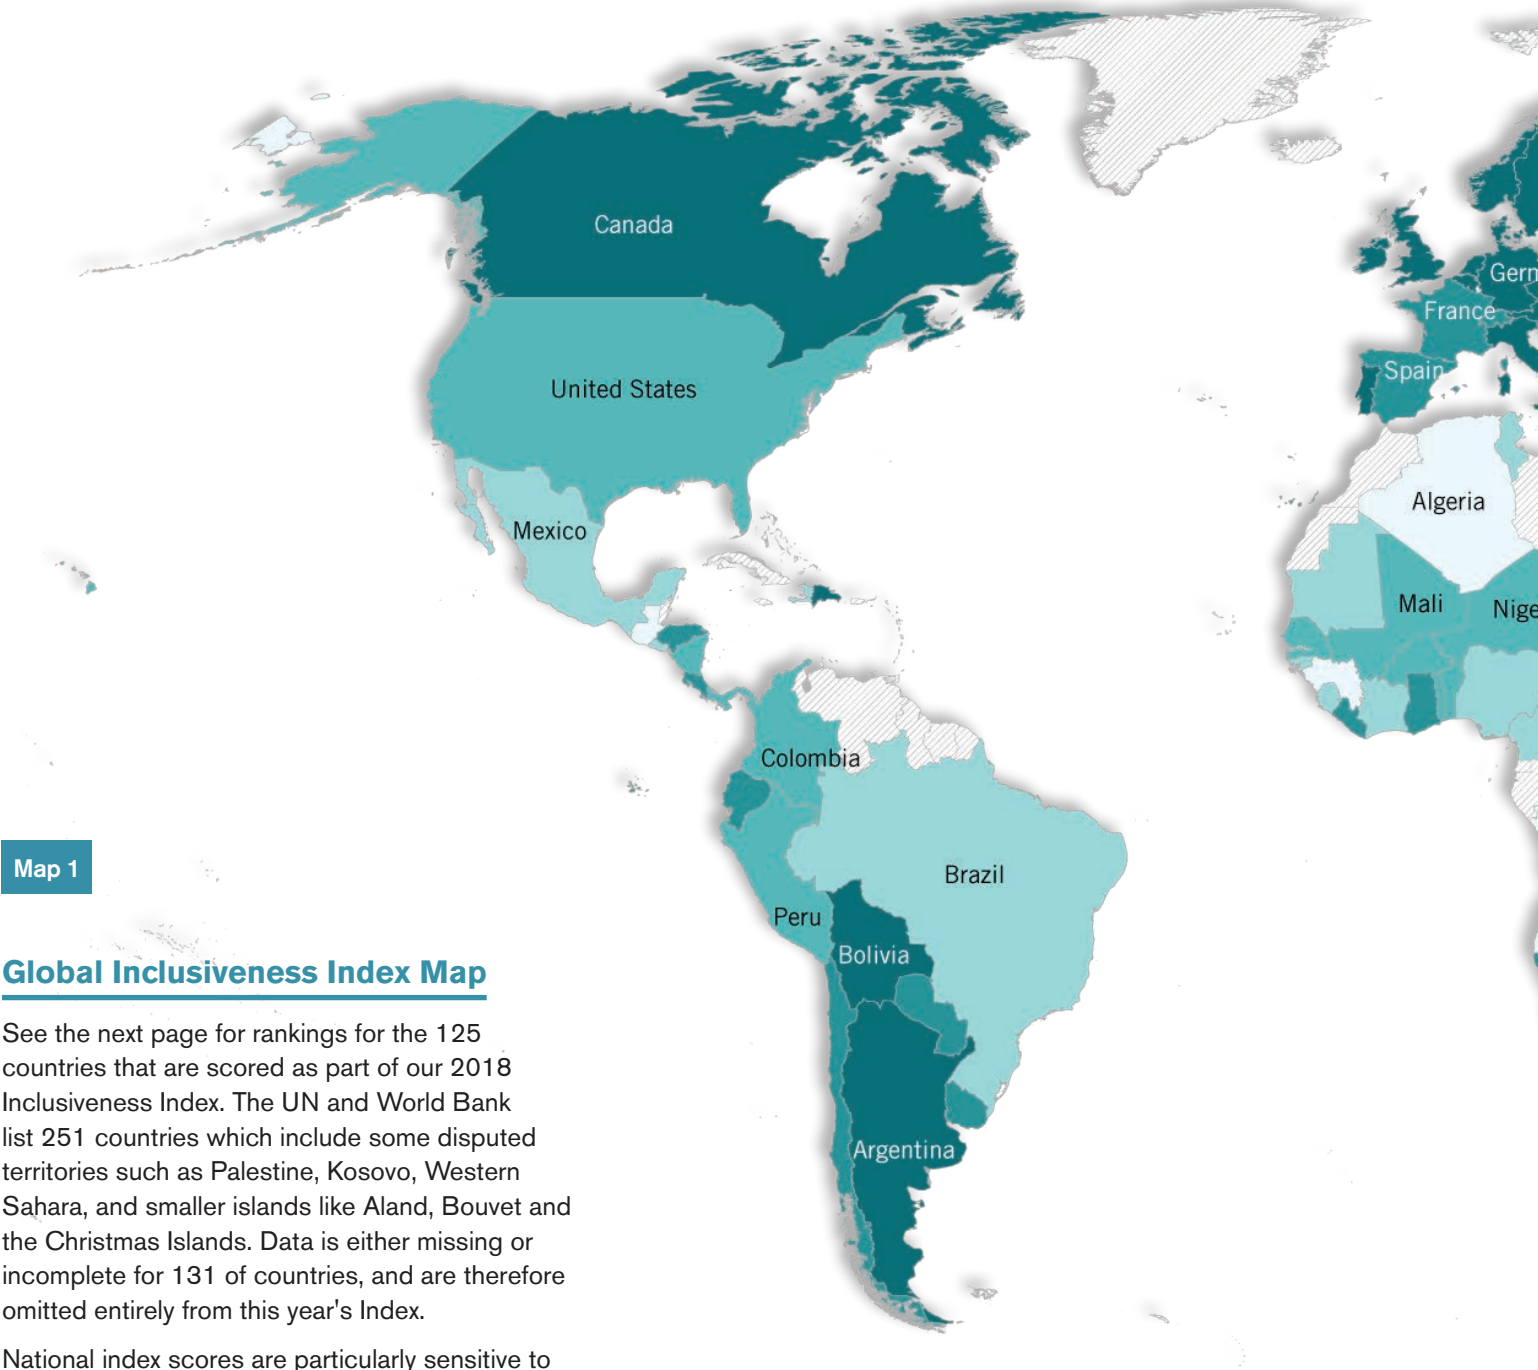 Canada
Gern
France
United States
Spain
Algeria
Mexico
Mali
Nige
Colombia
Map 1
Brazil
Peru
Bolivia
Global Inclusiveness Index Map
See the next page for rankings for the 125
countries that are scored as part of our 2018
Inclusiveness Index. The UN and World Bank
list 251 countries which include some disputed
territories such as Palestine, Kosovo, Western
Sahara, and smaller islands like Aland, Bouvet and
the Christmas Islands. Data is either missing or
incomplete for 131 of countries, and are therefore
omitted entirely from this year's Index.
Argentina
National index scores are particularly sensitive to